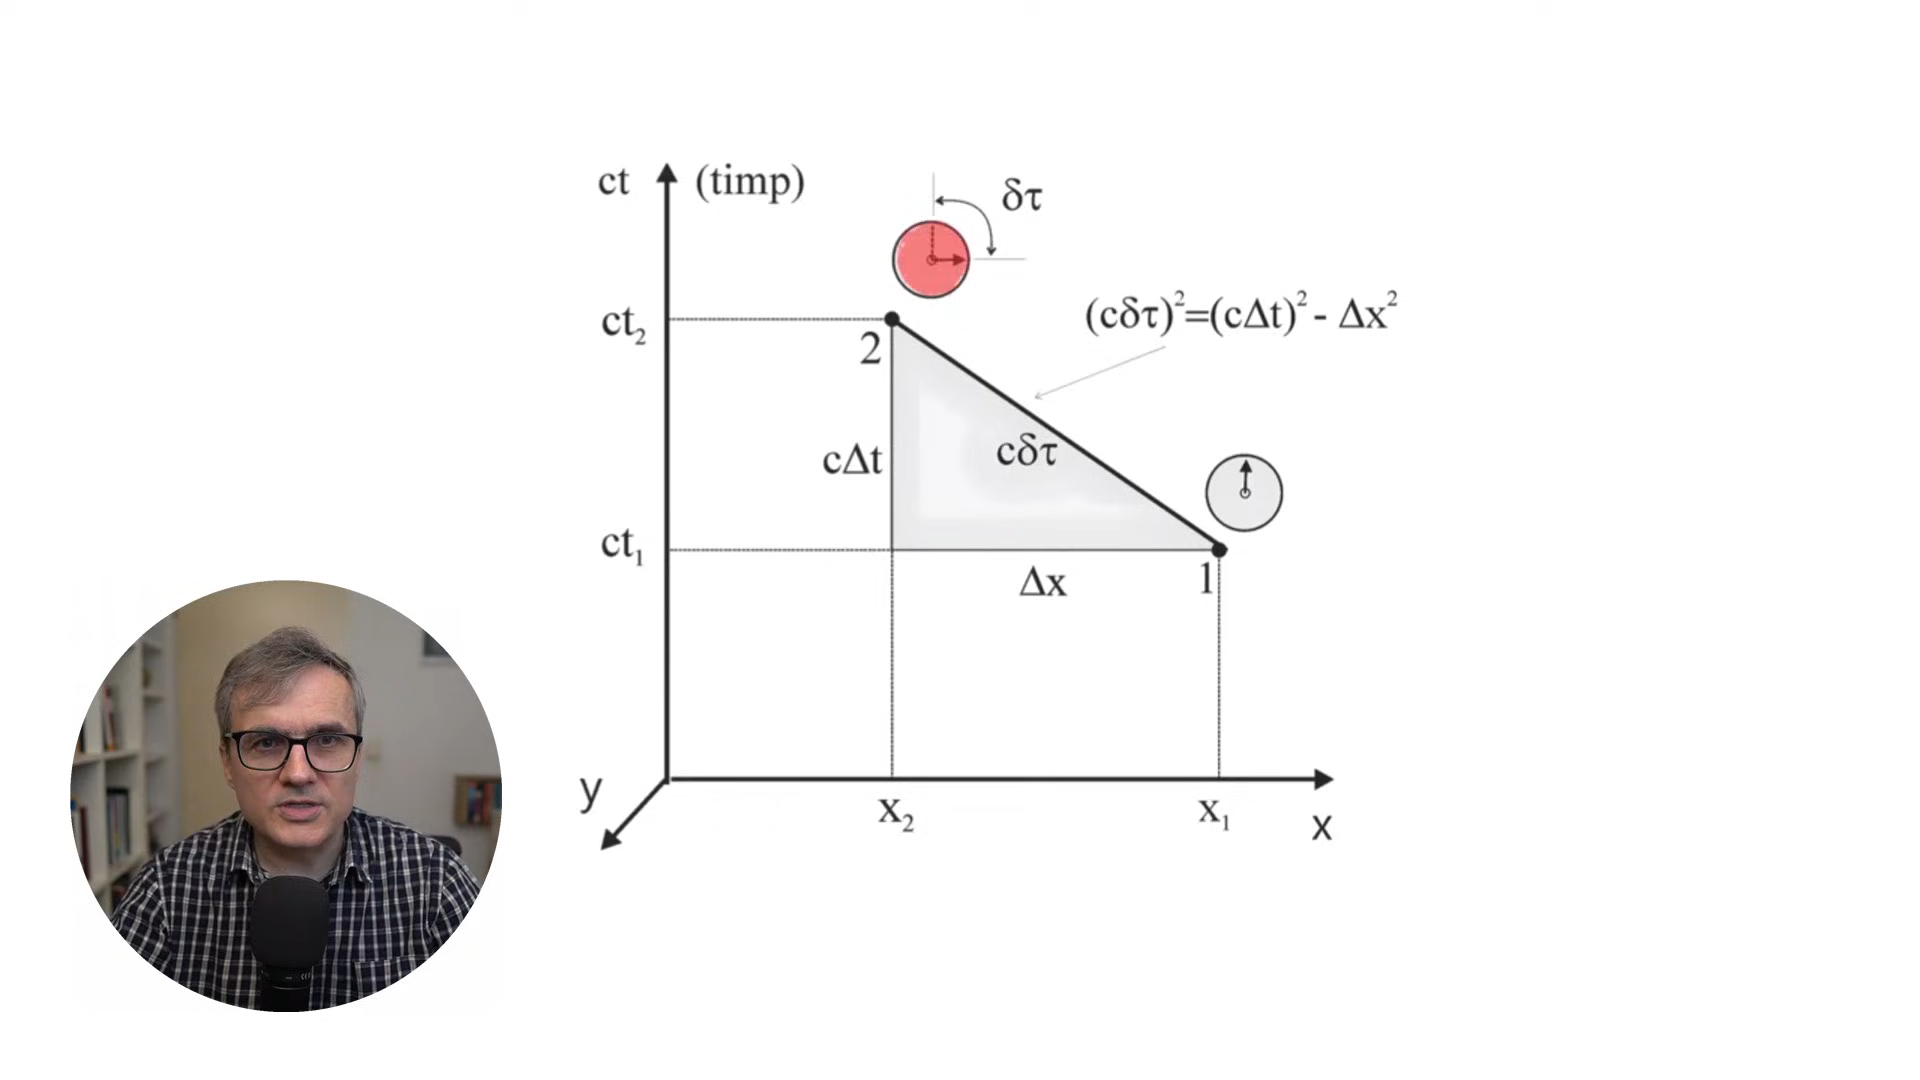 ct (timp)
δτ
ct₂
2
(cδτ)²=(cΔt)² - Δx²
cΔt
cδτ
ct₁
Δx
1
y
x₂
x₁
x